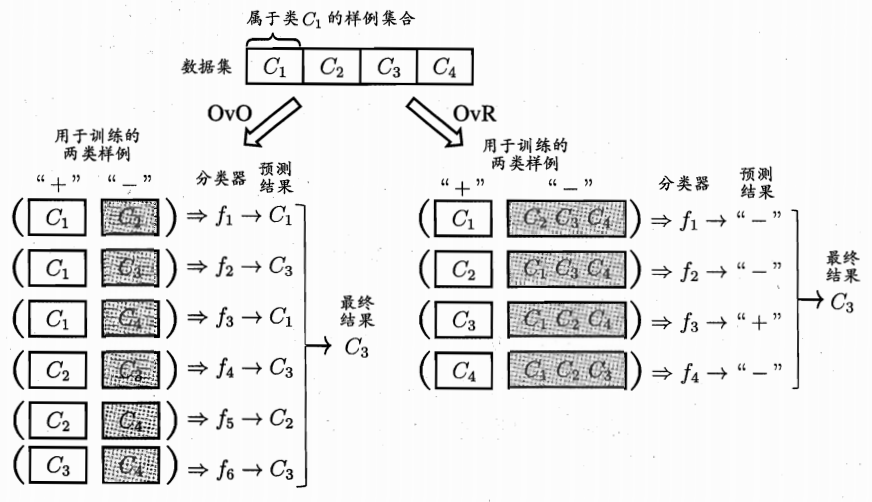 属于类C₁的样例集合
数据集 C₁ C₂ C₃ C₄
OvO
用于训练的
两类样例
“+” “−” 分类器 预测
结果
( C₁ C₂ ) ⇒ f₁ → C₁
( C₁ C₃ ) ⇒ f₂ → C₃
( C₁ C₄ ) ⇒ f₃ → C₁
( C₂ C₃ ) ⇒ f₄ → C₃
( C₂ C₄ ) ⇒ f₅ → C₂
( C₃ C₄ ) ⇒ f₆ → C₃
最终
结果
C₃
OvR
用于训练的
两类样例
“+” “−” 分类器 预测
结果
( C₁ C₂ C₃ C₄ ) ⇒ f₁ → “−”
( C₂ C₁ C₃ C₄ ) ⇒ f₂ → “−”
( C₃ C₁ C₂ C₄ ) ⇒ f₃ → “+”
( C₄ C₁ C₂ C₃ ) ⇒ f₄ → “−”
最终
结果
C₃